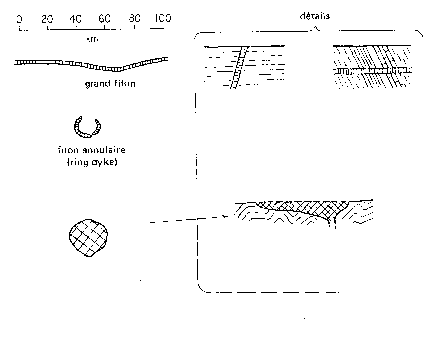 0 20 40 60 80 100
km
détails
grand filon
filon annulaire
(ring dyke)